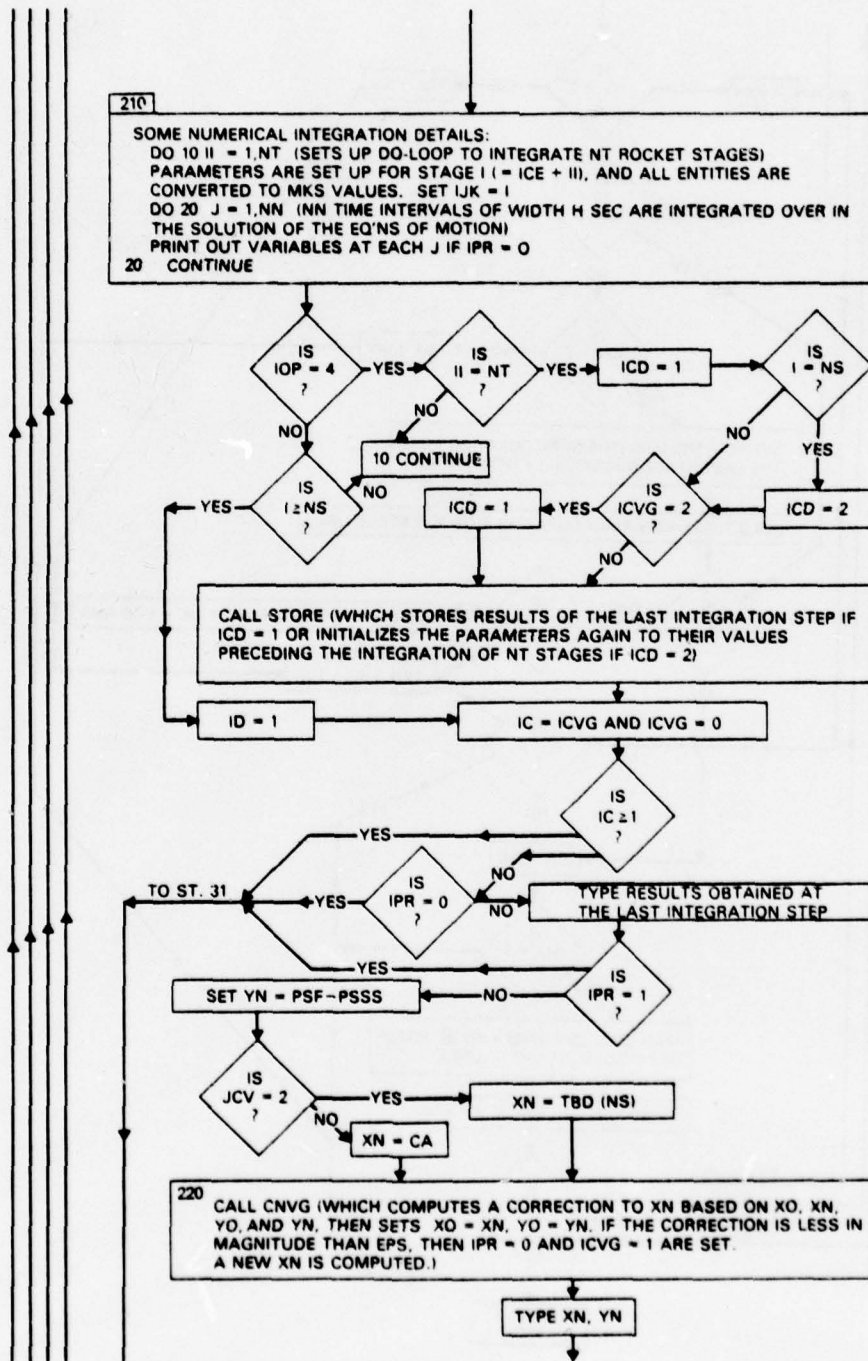 210
SOME NUMERICAL INTEGRATION DETAILS:
DO 10 II = 1,NT (SETS UP DO-LOOP TO INTEGRATE NT ROCKET STAGES)
PARAMETERS ARE SET UP FOR STAGE I (= ICE + II), AND ALL ENTITIES ARE
CONVERTED TO MKS VALUES. SET IJK = I
DO 20 J = 1,NN (NN TIME INTERVALS OF WIDTH H SEC ARE INTEGRATED OVER IN
THE SOLUTION OF THE EQ'NS OF MOTION)
PRINT OUT VARIABLES AT EACH J IF IPR = 0
20 CONTINUE
IS
IOP = 4
?
YES
IS
II = NT
?
YES
ICD = 1
IS
I = NS
?
NO
NO
NO
YES
10 CONTINUE
IS
I ≥ NS
?
YES
NO
ICD = 1
YES
IS
ICVG = 2
?
ICD = 2
NO
CALL STORE (WHICH STORES RESULTS OF THE LAST INTEGRATION STEP IF
ICD = 1 OR INITIALIZES THE PARAMETERS AGAIN TO THEIR VALUES
PRECEDING THE INTEGRATION OF NT STAGES IF ICD = 2)
ID = 1
IC = ICVG AND ICVG = 0
IS
IC ≥ 1
?
YES
NO
TO ST. 31
YES
IS
IPR = 0
?
NO
TYPE RESULTS OBTAINED AT
THE LAST INTEGRATION STEP
YES
IS
IPR = 1
?
NO
SET YN = PSF-PSSS
IS
JCV = 2
?
YES
XN = TBD (NS)
NO
XN = CA
220
CALL CNVG (WHICH COMPUTES A CORRECTION TO XN BASED ON XO, XN,
YO, AND YN, THEN SETS XO = XN, YO = YN. IF THE CORRECTION IS LESS IN
MAGNITUDE THAN EPS, THEN IPR = 0 AND ICVG = 1 ARE SET.
A NEW XN IS COMPUTED.)
TYPE XN, YN